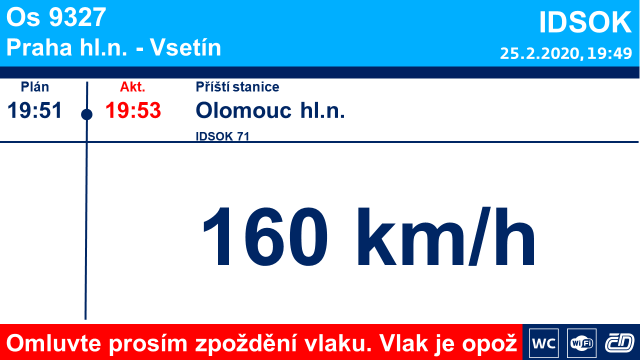 Os 9327
IDSOK
Praha hl.n. - Vsetín
25.2.2020, 19:49
Plán
Akt.
Příští stanice
19:51
19:53
Olomouc hl.n.
IDSOK 71
160 km/h
Omluvte prosím zpoždění vlaku. Vlak je opož
WC
WiFi
ČD